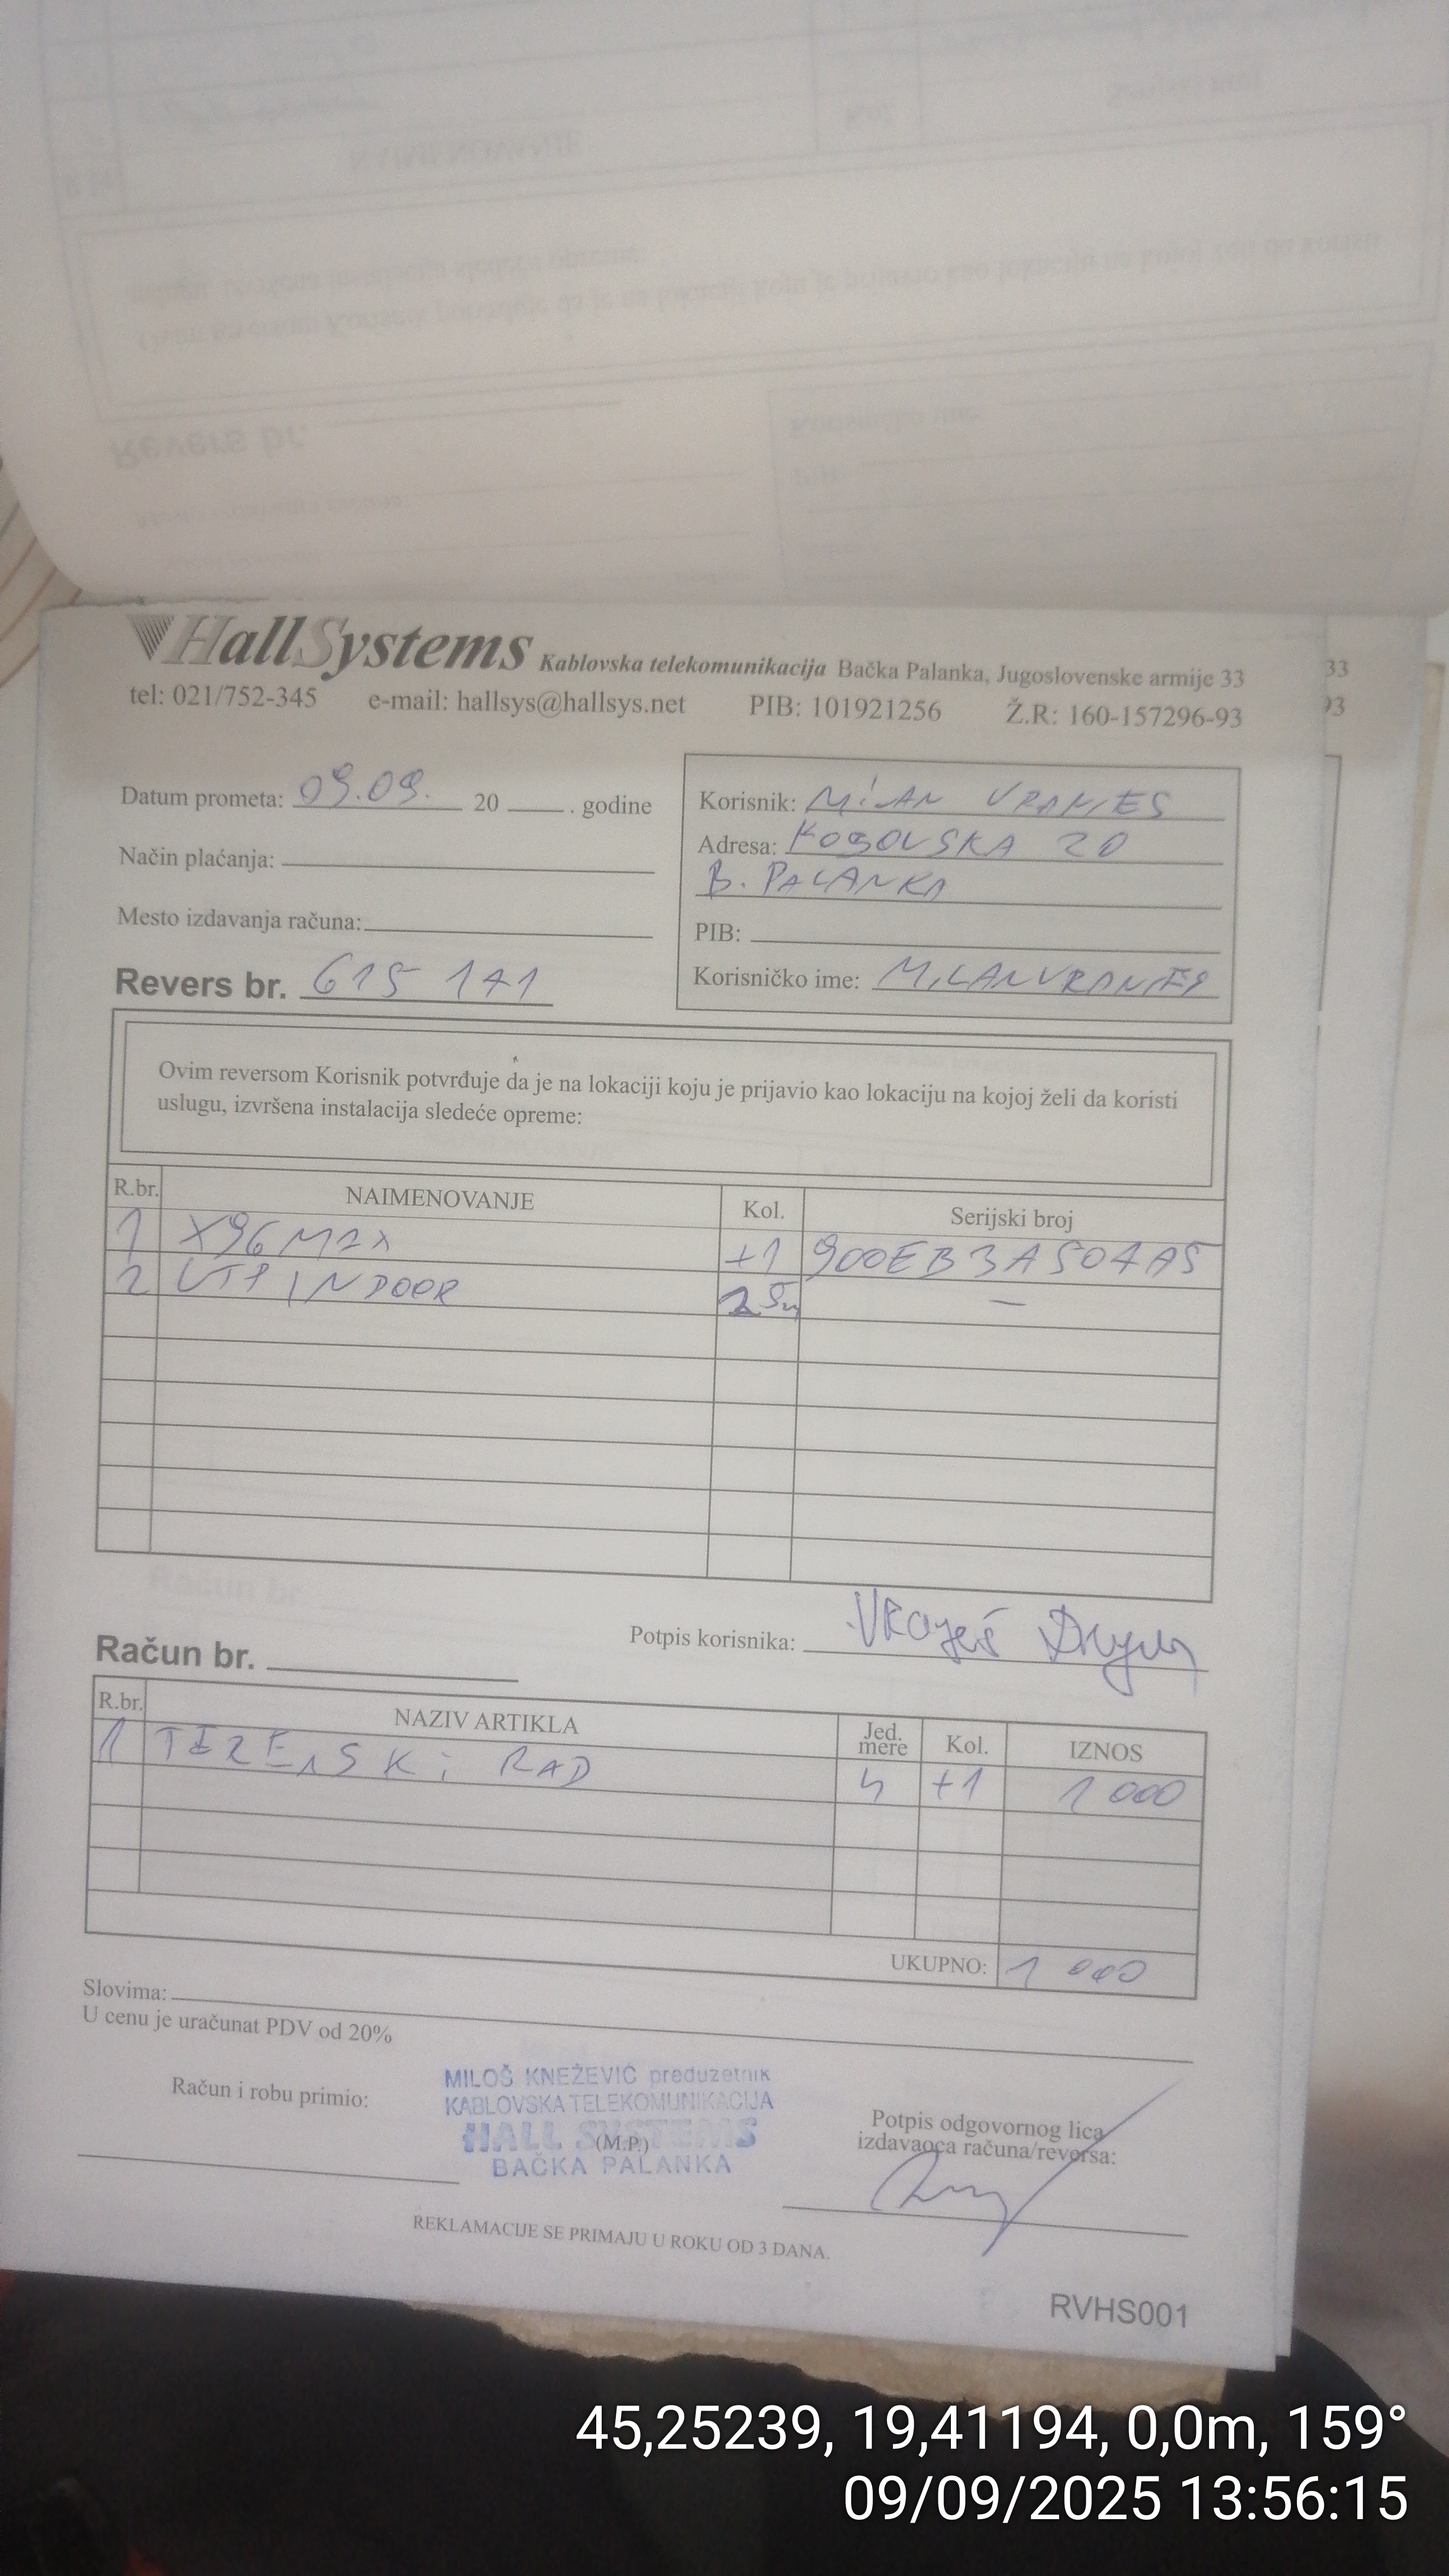 HallSystems Kablovska telekomunikacija Bačka Palanka, Jugoslovenske armije 33
tel: 021/752-345 e-mail: hallsys@hallsys.net PIB: 101921256 Ž.R: 160-157296-93
Datum prometa: 09.09. 20 ____ . godine
Način plaćanja:
Mesto izdavanja računa:
Revers br. 615 141
Korisnik: MiLAN VRANJES
Adresa: KOSOVSKA 20
B. PALANKA
PIB:
Korisničko ime: MILANVRANJES
Ovim reversom Korisnik potvrđuje da je na lokaciji koju je prijavio kao lokaciju na kojoj želi da koristi
uslugu, izvršena instalacija sledeće opreme:
R.br. NAIMENOVANJE Kol. Serijski broj
1 X96 MAX +1 900EB3A504A5
2 UTP INDOOR 25m —
Potpis korisnika:
Račun br.
R.br. NAZIV ARTIKLA Jed. mere Kol. IZNOS
1 TERENSKi RAD h +1 1 000
UKUPNO: 1 000
Slovima:
U cenu je uračunat PDV od 20%
Račun i robu primio:
MILOŠ KNEŽEVIĆ preduzetnik
KABLOVSKA TELEKOMUNIKACIJA
HALL SYSTEMS
(M.P.)
BAČKA PALANKA
Potpis odgovornog lica
izdavaoca računa/reversa:
REKLAMACIJE SE PRIMAJU U ROKU OD 3 DANA.
RVHS001
45,25239, 19,41194, 0,0m, 159°
09/09/2025 13:56:15